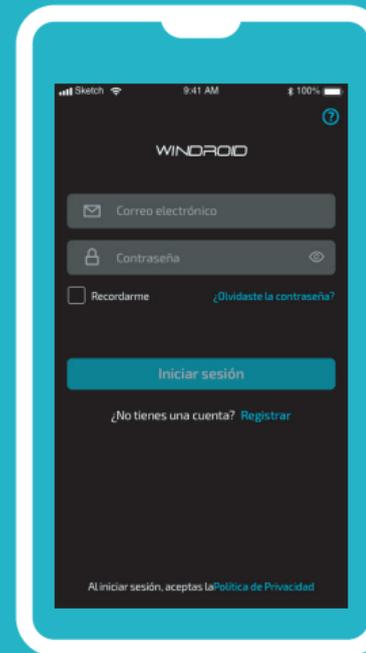 Sketch 9:41 AM 100%
?
WINDROID
Correo electrónico
Contraseña
Recordarme ¿Olvidaste la contraseña?
Iniciar sesión
¿No tienes una cuenta? Registrar
Al iniciar sesión, aceptas laPolítica de Privacidad